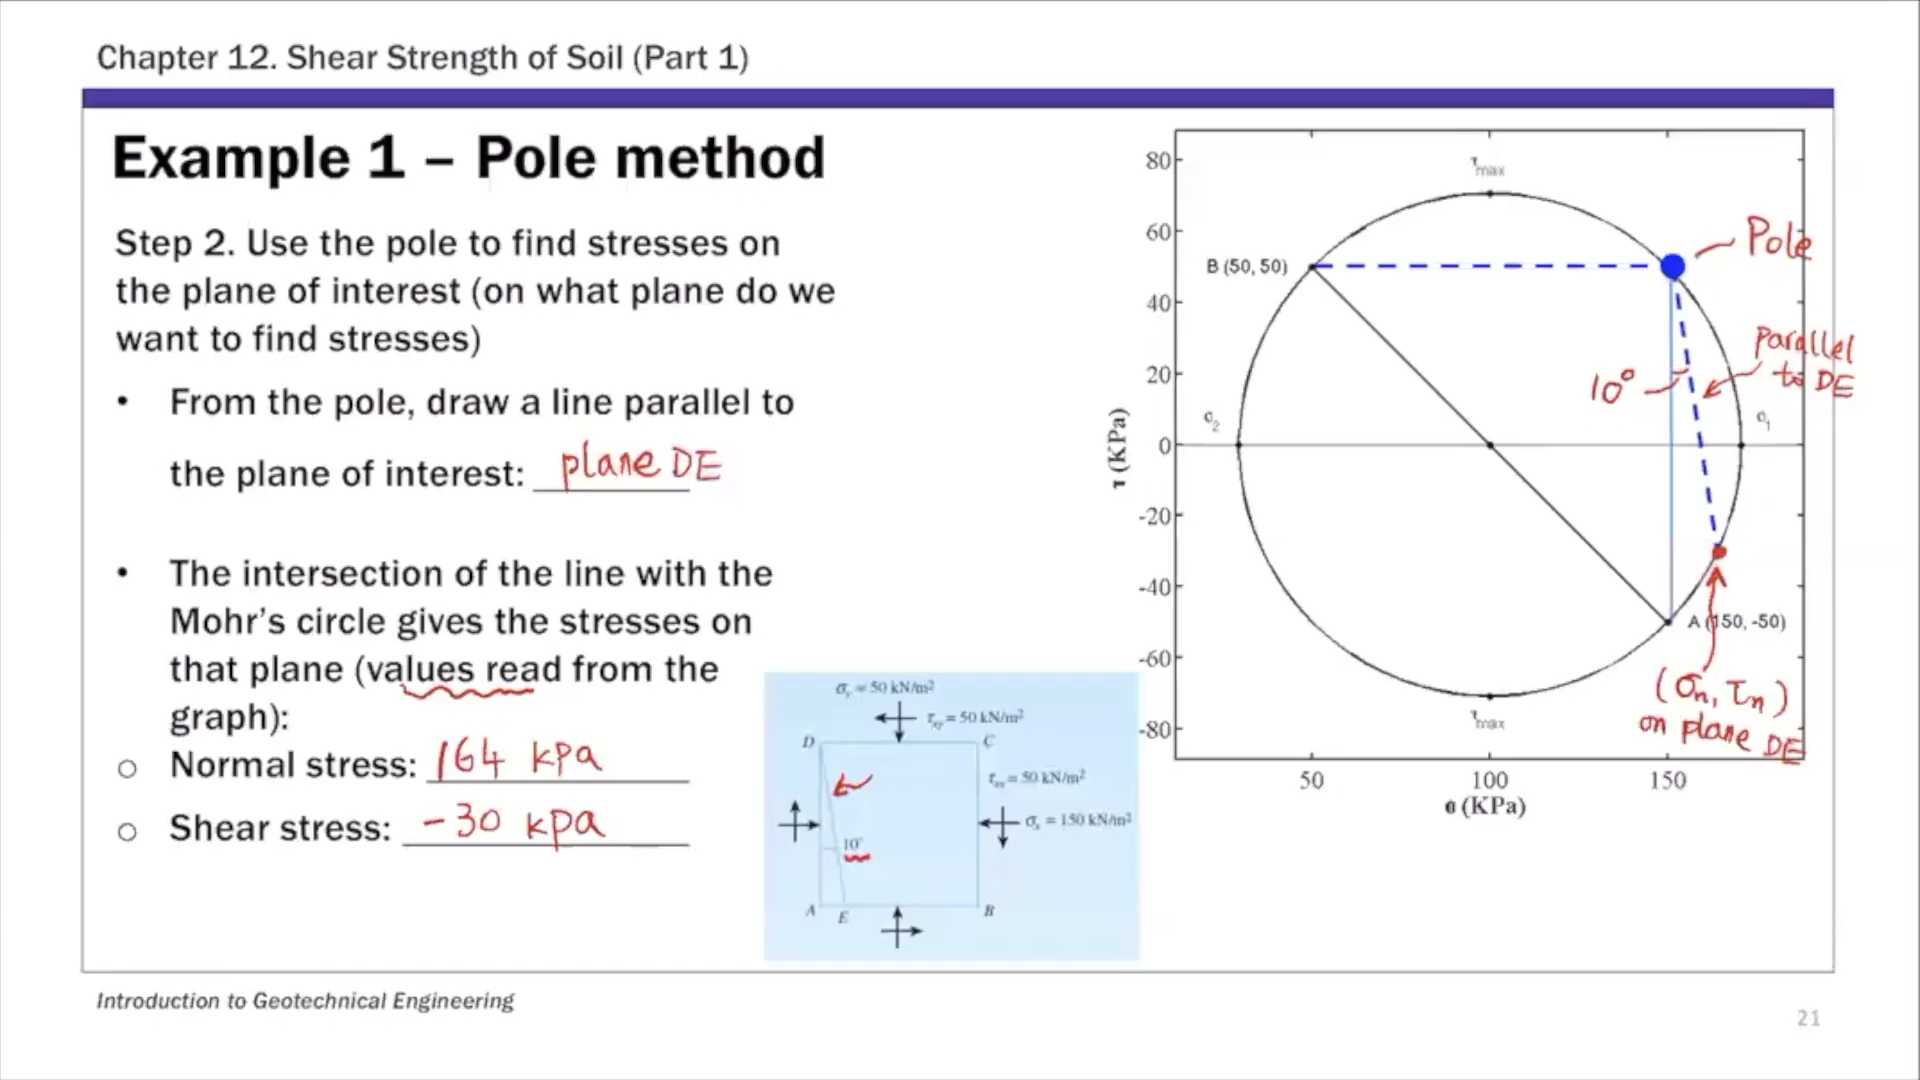 Chapter 12. Shear Strength of Soil (Part 1)
Example 1 – Pole method
Step 2. Use the pole to find stresses on
the plane of interest (on what plane do we
want to find stresses)
• From the pole, draw a line parallel to
the plane of interest: plane DE
• The intersection of the line with the
Mohr's circle gives the stresses on
that plane (values read from the
graph):
○ Normal stress: 164 kpa
○ Shear stress: -30 kpa
σy = 50 kN/m²
τxy = 50 kN/m²
D
C
τxy = 50 kN/m²
σx = 150 kN/m²
10°
A
E
B
80
60
40
20
0
-20
-40
-60
-80
τ (KPa)
τmax
Pole
B (50, 50)
parallel
to DE
10°
σ2
σ1
A (150, -50)
(σn, τn)
on plane DE
τmax
50
100
150
σ (KPa)
Introduction to Geotechnical Engineering
21